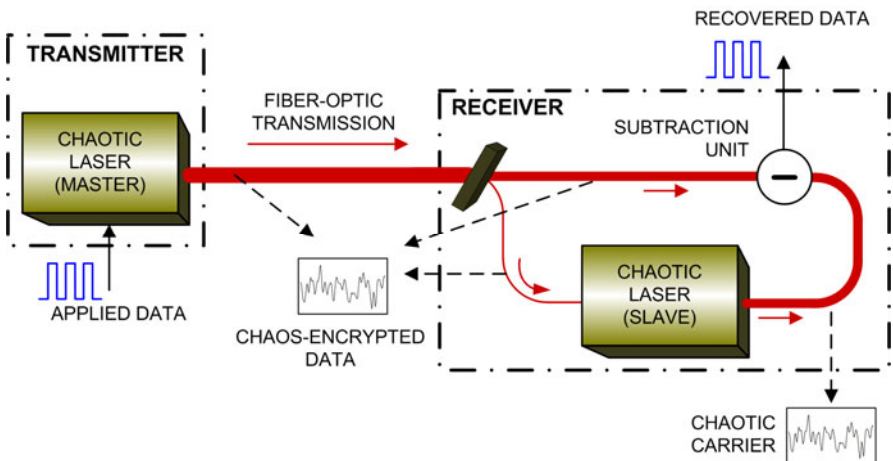 RECOVERED DATA
TRANSMITTER
FIBER-OPTIC
TRANSMISSION
RECEIVER
SUBTRACTION
UNIT
CHAOTIC
LASER
(MASTER)
APPLIED DATA
CHAOS-ENCRYPTED
DATA
CHAOTIC
LASER
(SLAVE)
CHAOTIC
CARRIER